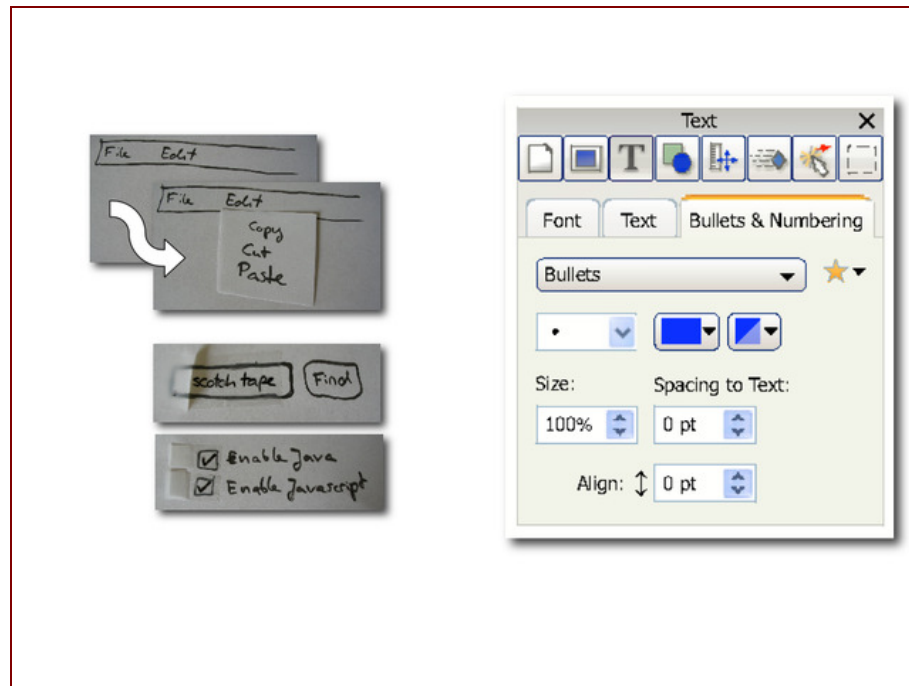 File Edit
File Edit
Copy
Cut
Paste
scotch tape Find
Enable Java
Enable Javascript
Text
T
Font Text Bullets & Numbering
Bullets
Size: Spacing to Text:
100% 0 pt
Align: 0 pt